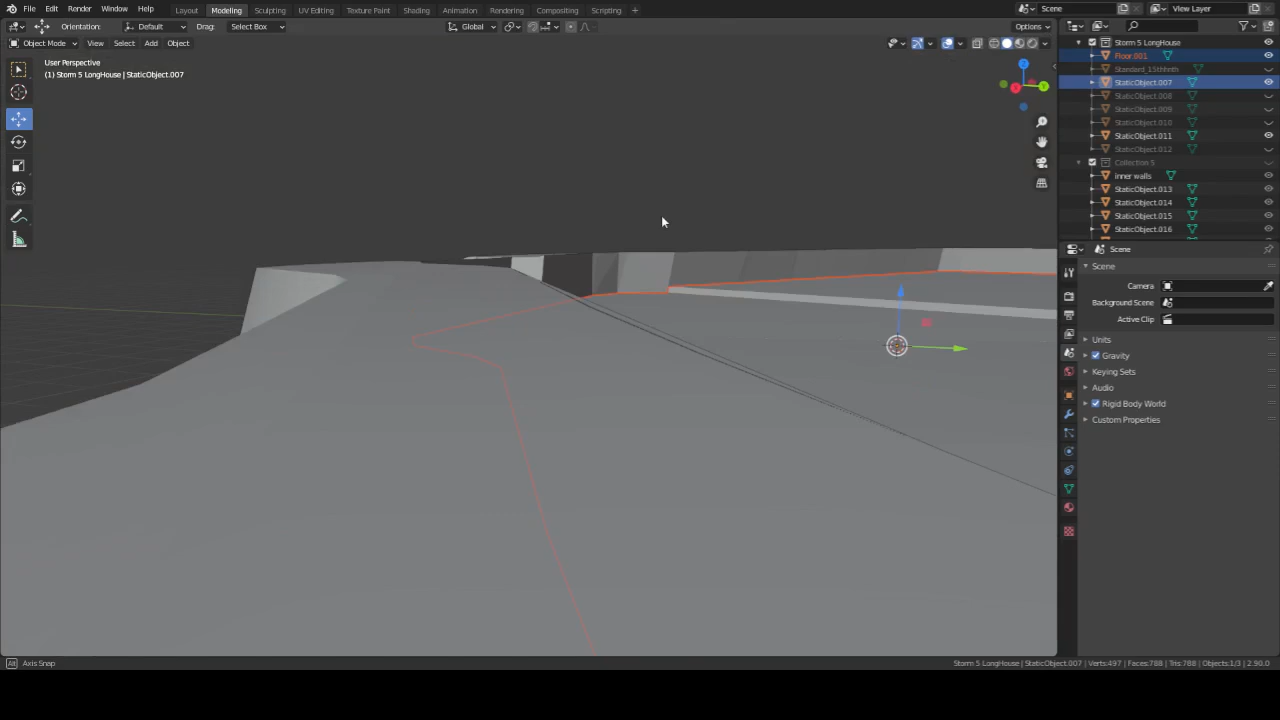 File Edit Render Window Help Layout Modeling Sculpting UV Editing Texture Paint Shading Animation Rendering Compositing Scripting + Scene View Layer
Orientation: Default Drag: Select Box Global Options
Object Mode View Select Add Object
User Perspective
(1) Storm 5 LongHouse | StaticObject.007
Z
Y
X
Storm 5 LongHouse
Floor.001
Standard_15thhnth
StaticObject.007
StaticObject.008
StaticObject.009
StaticObject.010
StaticObject.011
StaticObject.012
Collection 5
inner walls
StaticObject.013
StaticObject.014
StaticObject.015
StaticObject.016
Scene
Scene
Camera
Background Scene
Active Clip
Units
Gravity
Keying Sets
Audio
Rigid Body World
Custom Properties
Alt Axis Snap
Storm 5 LongHouse | StaticObject.007 | Verts:497 | Faces:788 | Tris:788 | Objects:1/3 | 2.90.0